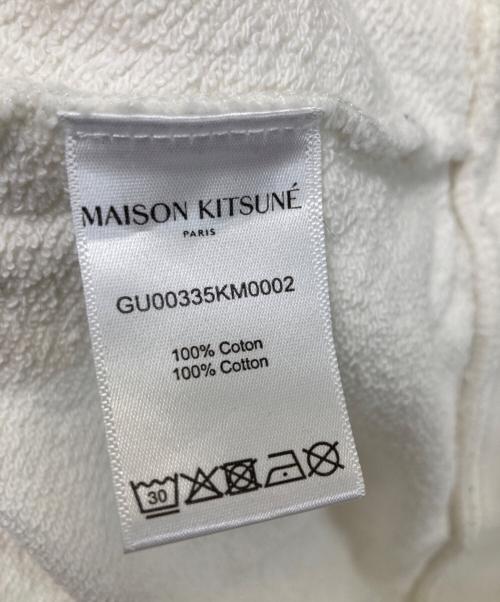 MAISON KITSUNÉ
PARIS
GU00335KM0002
100% Coton
100% Cotton
30